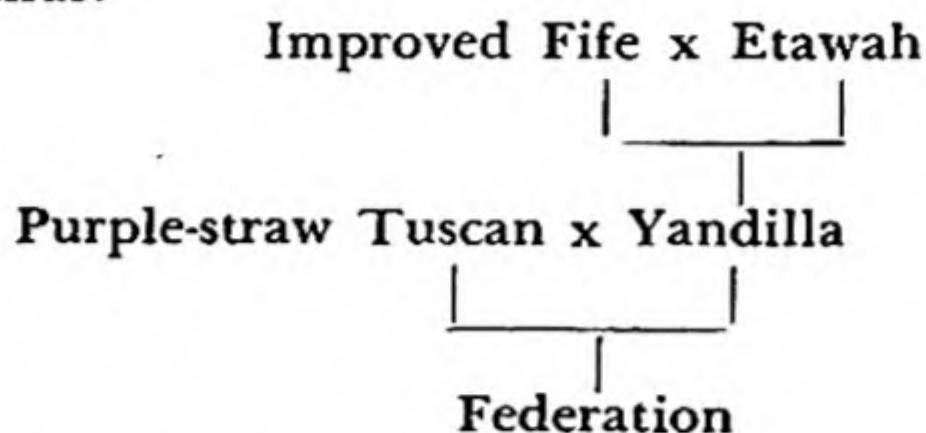 Improved Fife x Etawah
Purple-straw Tuscan x Yandilla
Federation